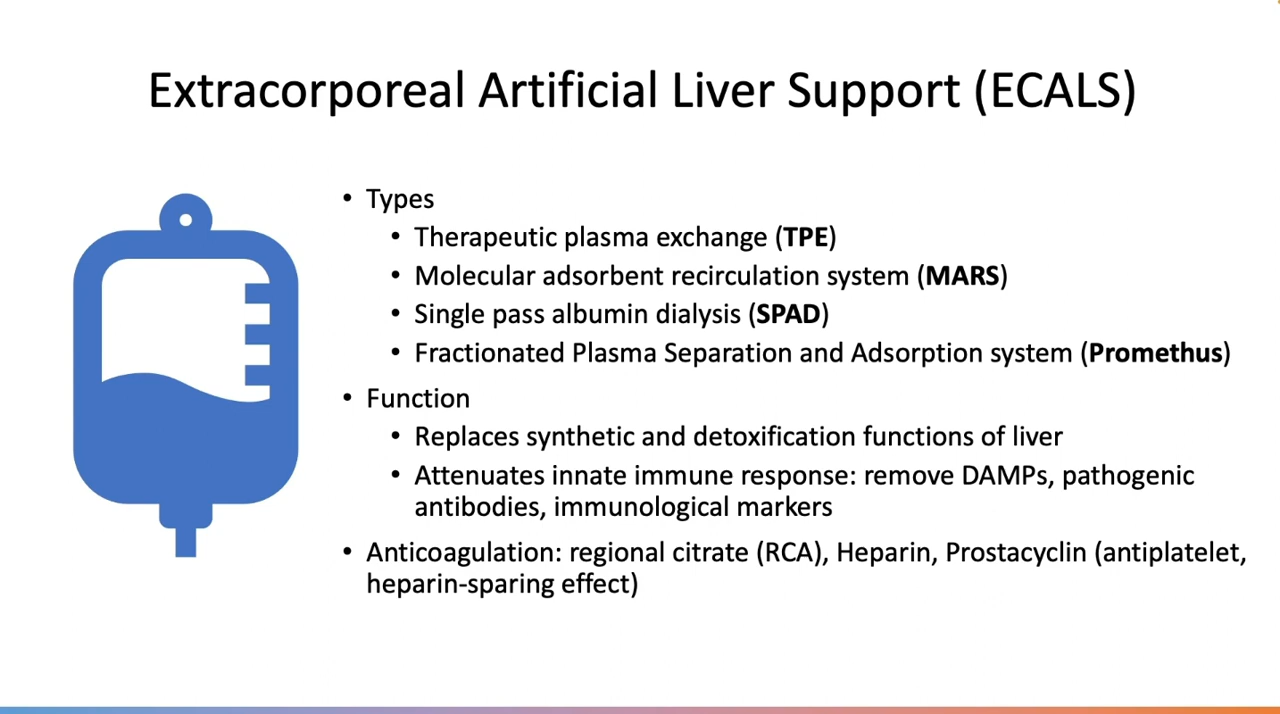 Extracorporeal Artificial Liver Support (ECALS)
• Types
• Therapeutic plasma exchange (TPE)
• Molecular adsorbent recirculation system (MARS)
• Single pass albumin dialysis (SPAD)
• Fractionated Plasma Separation and Adsorption system (Promethus)
• Function
• Replaces synthetic and detoxification functions of liver
• Attenuates innate immune response: remove DAMPs, pathogenic
antibodies, immunological markers
• Anticoagulation: regional citrate (RCA), Heparin, Prostacyclin (antiplatelet,
heparin-sparing effect)